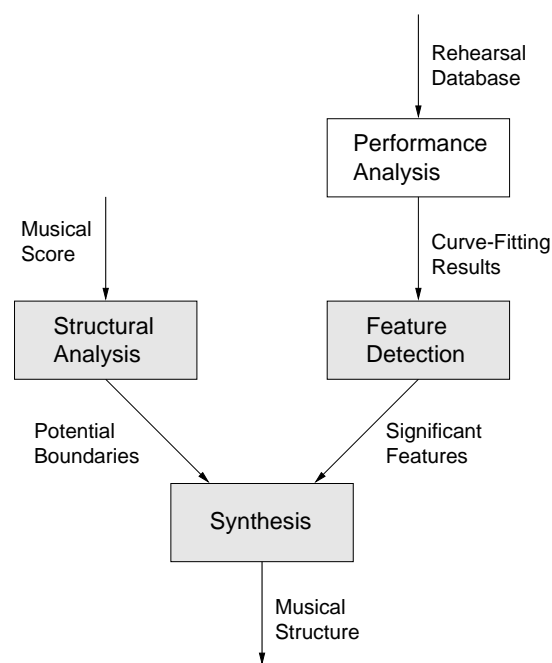 Rehearsal
Database
Performance
Analysis
Musical
Score
Curve-Fitting
Results
Structural
Analysis
Feature
Detection
Potential
Boundaries
Significant
Features
Synthesis
Musical
Structure